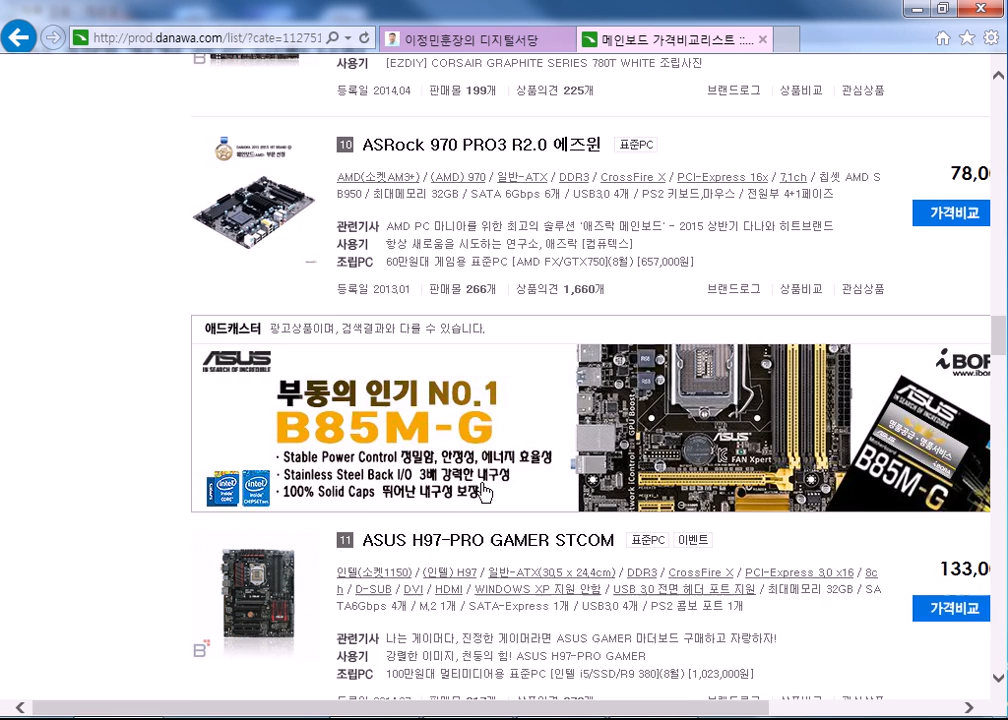 http://prod.danawa.com/list/?cate=112751
이정민훈장의 디지털서당
메인보드 가격비교리스트 ::...
사용기 [EZDIY] CORSAIR GRAPHITE SERIES 780T WHITE 조립사진
등록일 2014.04 판매몰 199개 상품의견 225개 브랜드로그 상품비교 관심상품
10 ASRock 970 PRO3 R2.0 에즈윈 표준PC
AMD(소켓AM3+) / (AMD) 970 / 일반-ATX / DDR3 / CrossFire X / PCI-Express 16x / 7.1ch / 칩셋 AMD S
B950 / 최대메모리 32GB / SATA 6Gbps 6개 / USB3.0 4개 / PS2 키보드,마우스 / 전원부 4+1페이즈
78,0
가격비교
관련기사 AMD PC 마니아를 위한 최고의 솔루션 '애즈락 메인보드' - 2015 상반기 다나와 히트브랜드
사용기 항상 새로움을 시도하는 연구소, 애즈락 [컴퓨텍스]
조립PC 60만원대 게임용 표준PC [AMD FX/GTX750](8월) [657,000원]
등록일 2013.01 판매몰 266개 상품의견 1,660개 브랜드로그 상품비교 관심상품
애드캐스터 광고상품이며, 검색결과와 다를 수 있습니다.
ASUS
IN SEARCH OF INCREDIBLE
부동의 인기 NO.1
B85M-G
· Stable Power Control 정밀함, 안정성, 에너지 효율성
· Stainless Steel Back I/O 3배 강력한 내구성
· 100% Solid Caps 뛰어난 내구성 보장
intel inside CORE
intel inside CHIPSET
ASUS
FAN Xpert
iBOR
www.ibor
ASUS
IN SEARCH OF INCREDIBLE
명품공급·명품서비스
B85M-G
11 ASUS H97-PRO GAMER STCOM 표준PC 이벤트
인텔(소켓1150) / (인텔) H97 / 일반-ATX(30.5 x 24.4cm) / DDR3 / CrossFire X / PCI-Express 3.0 x16 / 8c
h / D-SUB / DVI / HDMI / WINDOWS XP 지원 안함 / USB 3.0 전면 헤더 포트 지원 / 최대메모리 32GB / SA
TA6Gbps 4개 / M.2 1개 / SATA-Express 1개 / USB3.0 4개 / PS2 콤보 포트 1개
133,0
가격비교
관련기사 나는 게이머다, 진정한 게이머라면 ASUS GAMER 마더보드 구매하고 자랑하자!
사용기 강렬한 이미지, 천둥의 힘! ASUS H97-PRO GAMER
조립PC 100만원대 멀티미디어용 표준PC [인텔 i5/SSD/R9 380](8월) [1,023,000원]